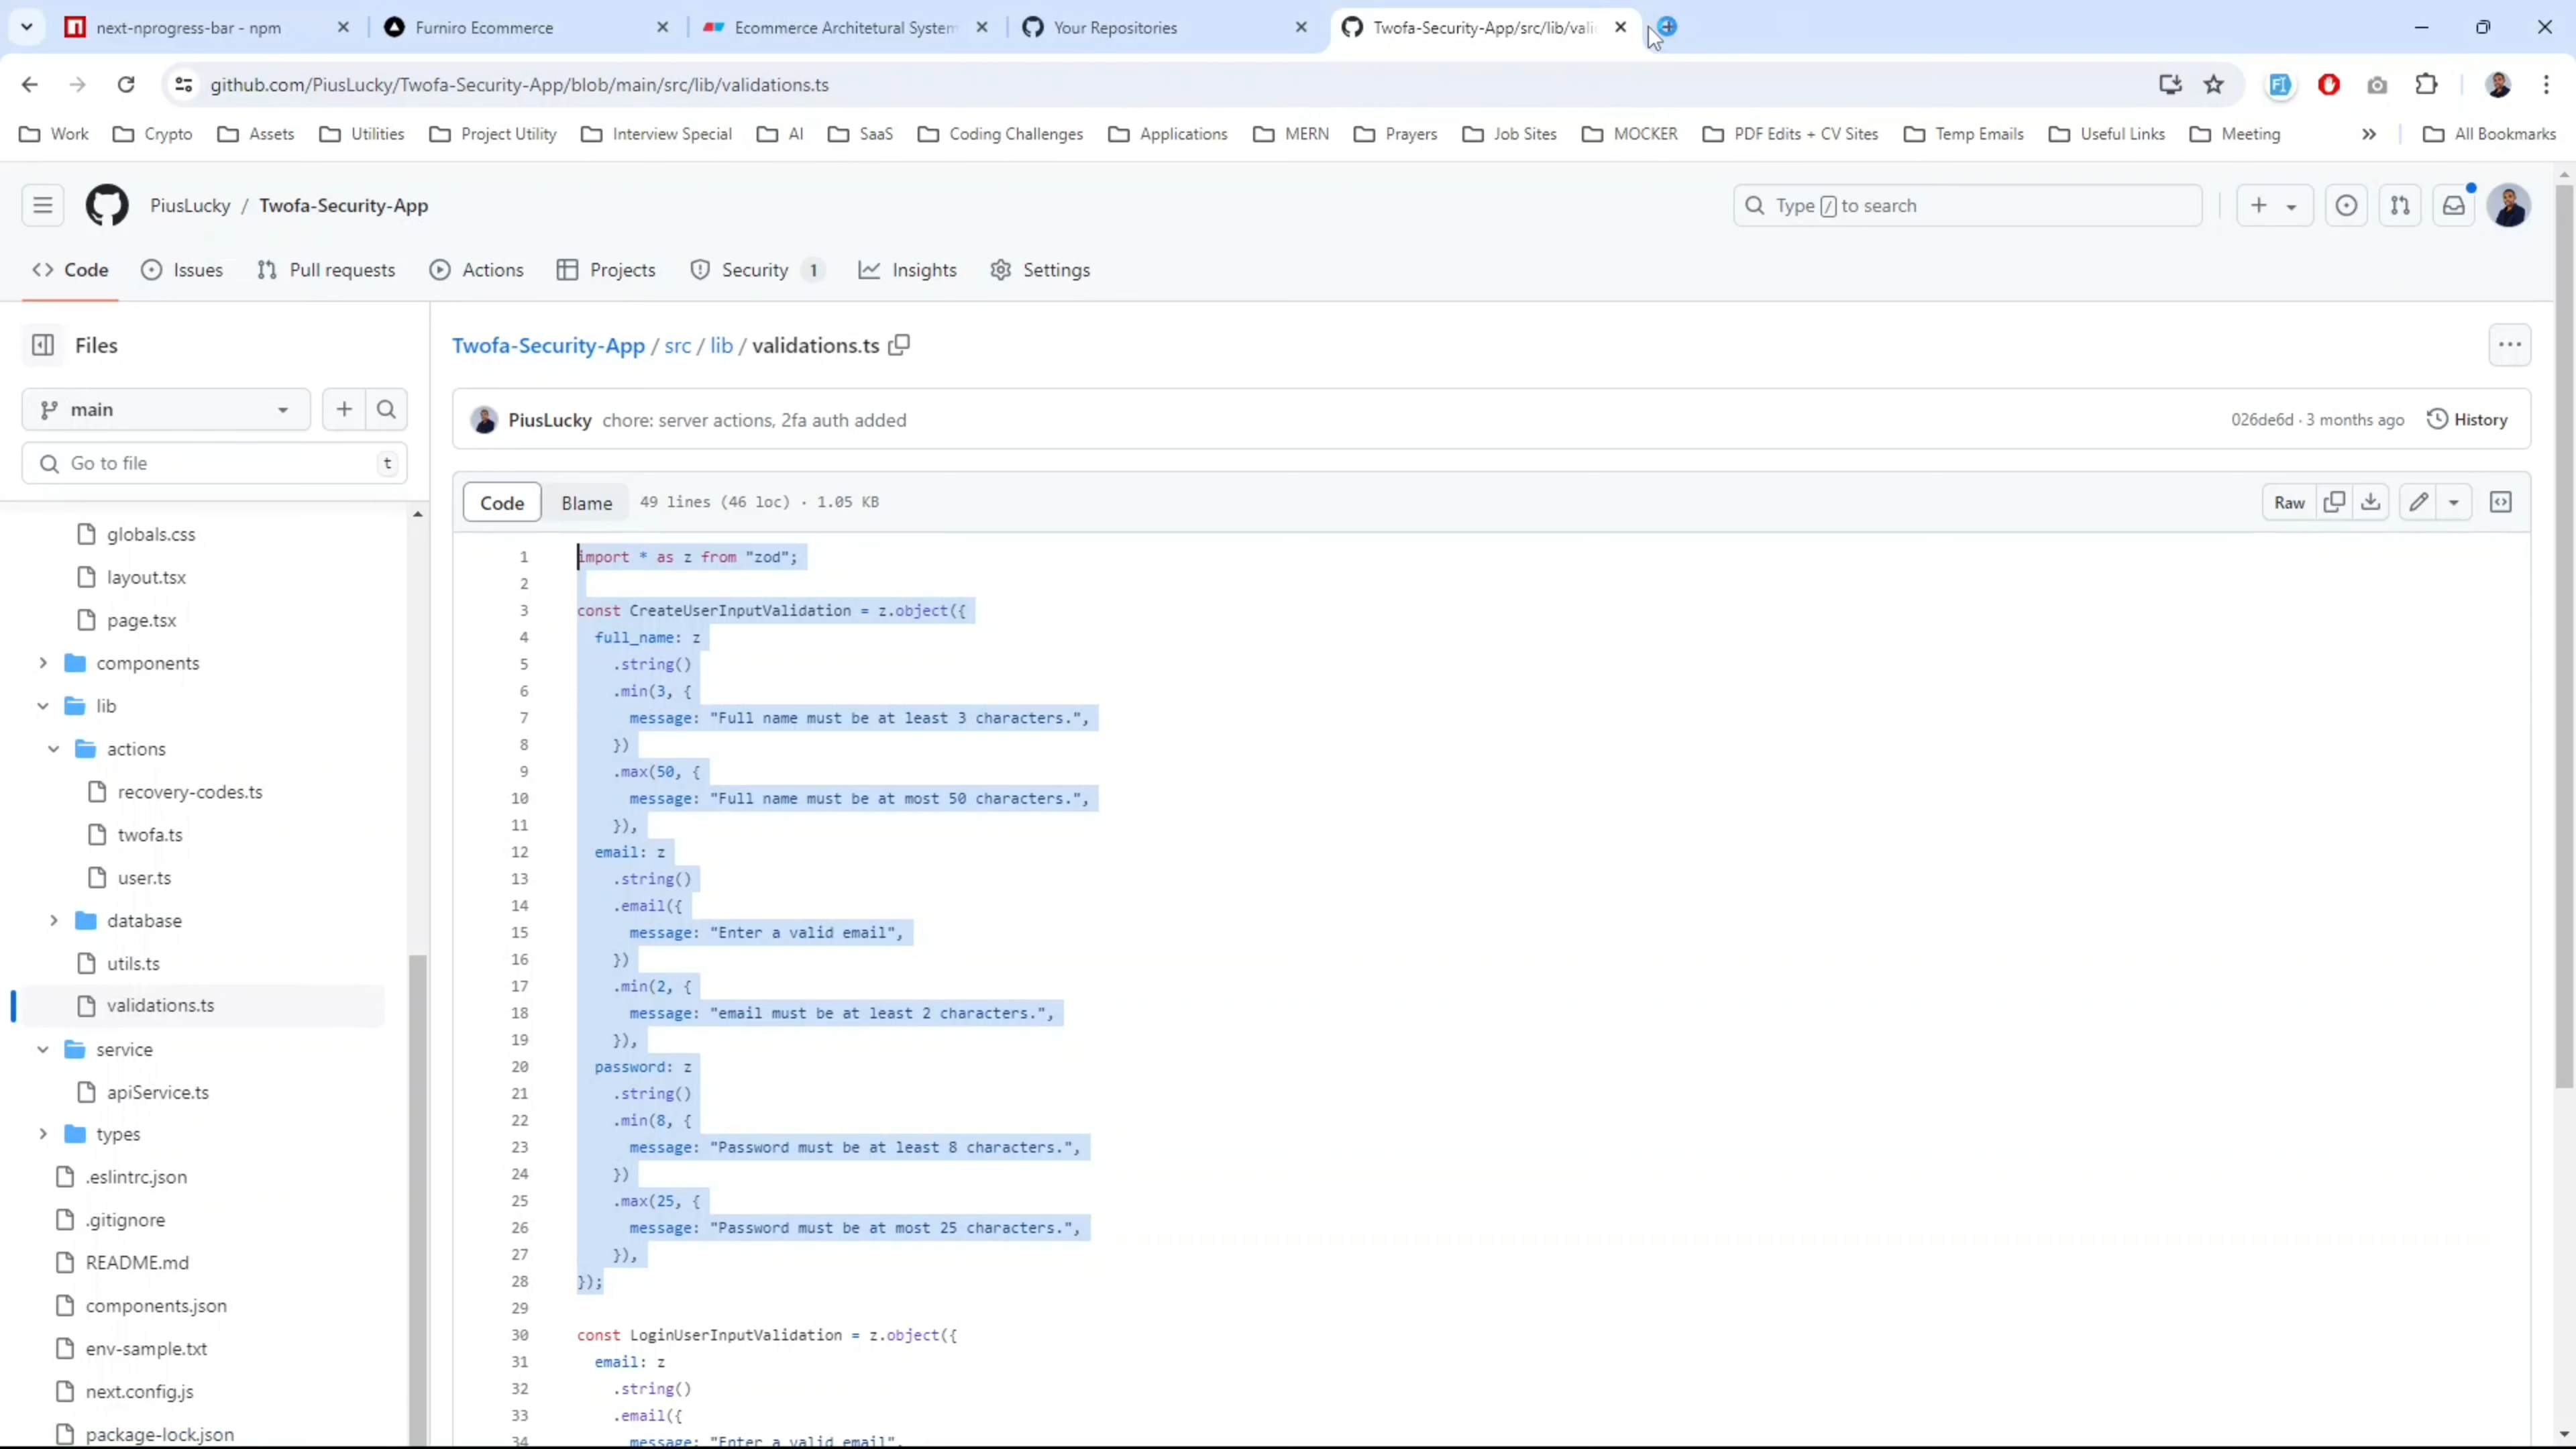 next-nprogress-bar - npm
Furniro Ecommerce
Ecommerce Architetural System
Your Repositories
Twofa-Security-App/src/lib/vali
github.com/PiusLucky/Twofa-Security-App/blob/main/src/lib/validations.ts
Work
Crypto
Assets
Utilities
Project Utility
Interview Special
AI
SaaS
Coding Challenges
Applications
MERN
Prayers
Job Sites
MOCKER
PDF Edits + CV Sites
Temp Emails
Useful Links
Meeting
»
All Bookmarks
PiusLucky / Twofa-Security-App
Type / to search
Code
Issues
Pull requests
Actions
Projects
Security 1
Insights
Settings
Files
main
Go to file
t
globals.css
layout.tsx
page.tsx
components
lib
actions
recovery-codes.ts
twofa.ts
user.ts
database
utils.ts
validations.ts
service
apiService.ts
types
.eslintrc.json
.gitignore
README.md
components.json
env-sample.txt
next.config.js
package-lock.json
Twofa-Security-App / src / lib / validations.ts
PiusLucky chore: server actions, 2fa auth added
026de6d · 3 months ago
History
Code
Blame
49 lines (46 loc) · 1.05 KB
Raw
1 import * as z from "zod";
2
3 const CreateUserInputValidation = z.object({
4 full_name: z
5 .string()
6 .min(3, {
7 message: "Full name must be at least 3 characters.",
8 })
9 .max(50, {
10 message: "Full name must be at most 50 characters.",
11 }),
12 email: z
13 .string()
14 .email({
15 message: "Enter a valid email",
16 })
17 .min(2, {
18 message: "email must be at least 2 characters.",
19 }),
20 password: z
21 .string()
22 .min(8, {
23 message: "Password must be at least 8 characters.",
24 })
25 .max(25, {
26 message: "Password must be at most 25 characters.",
27 }),
28 });
29
30 const LoginUserInputValidation = z.object({
31 email: z
32 .string()
33 .email({
34 message: "Enter a valid email",